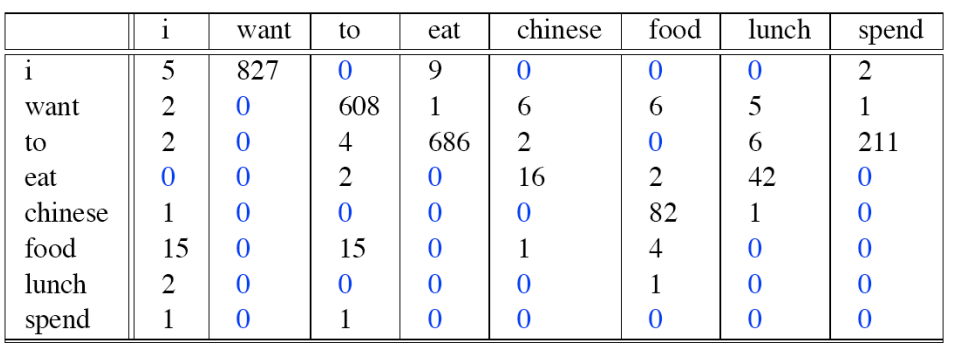 i want to eat chinese food lunch spend
i 5 827 0 9 0 0 0 2
want 2 0 608 1 6 6 5 1
to 2 0 4 686 2 0 6 211
eat 0 0 2 0 16 2 42 0
chinese 1 0 0 0 0 82 1 0
food 15 0 15 0 1 4 0 0
lunch 2 0 0 0 0 1 0 0
spend 1 0 1 0 0 0 0 0